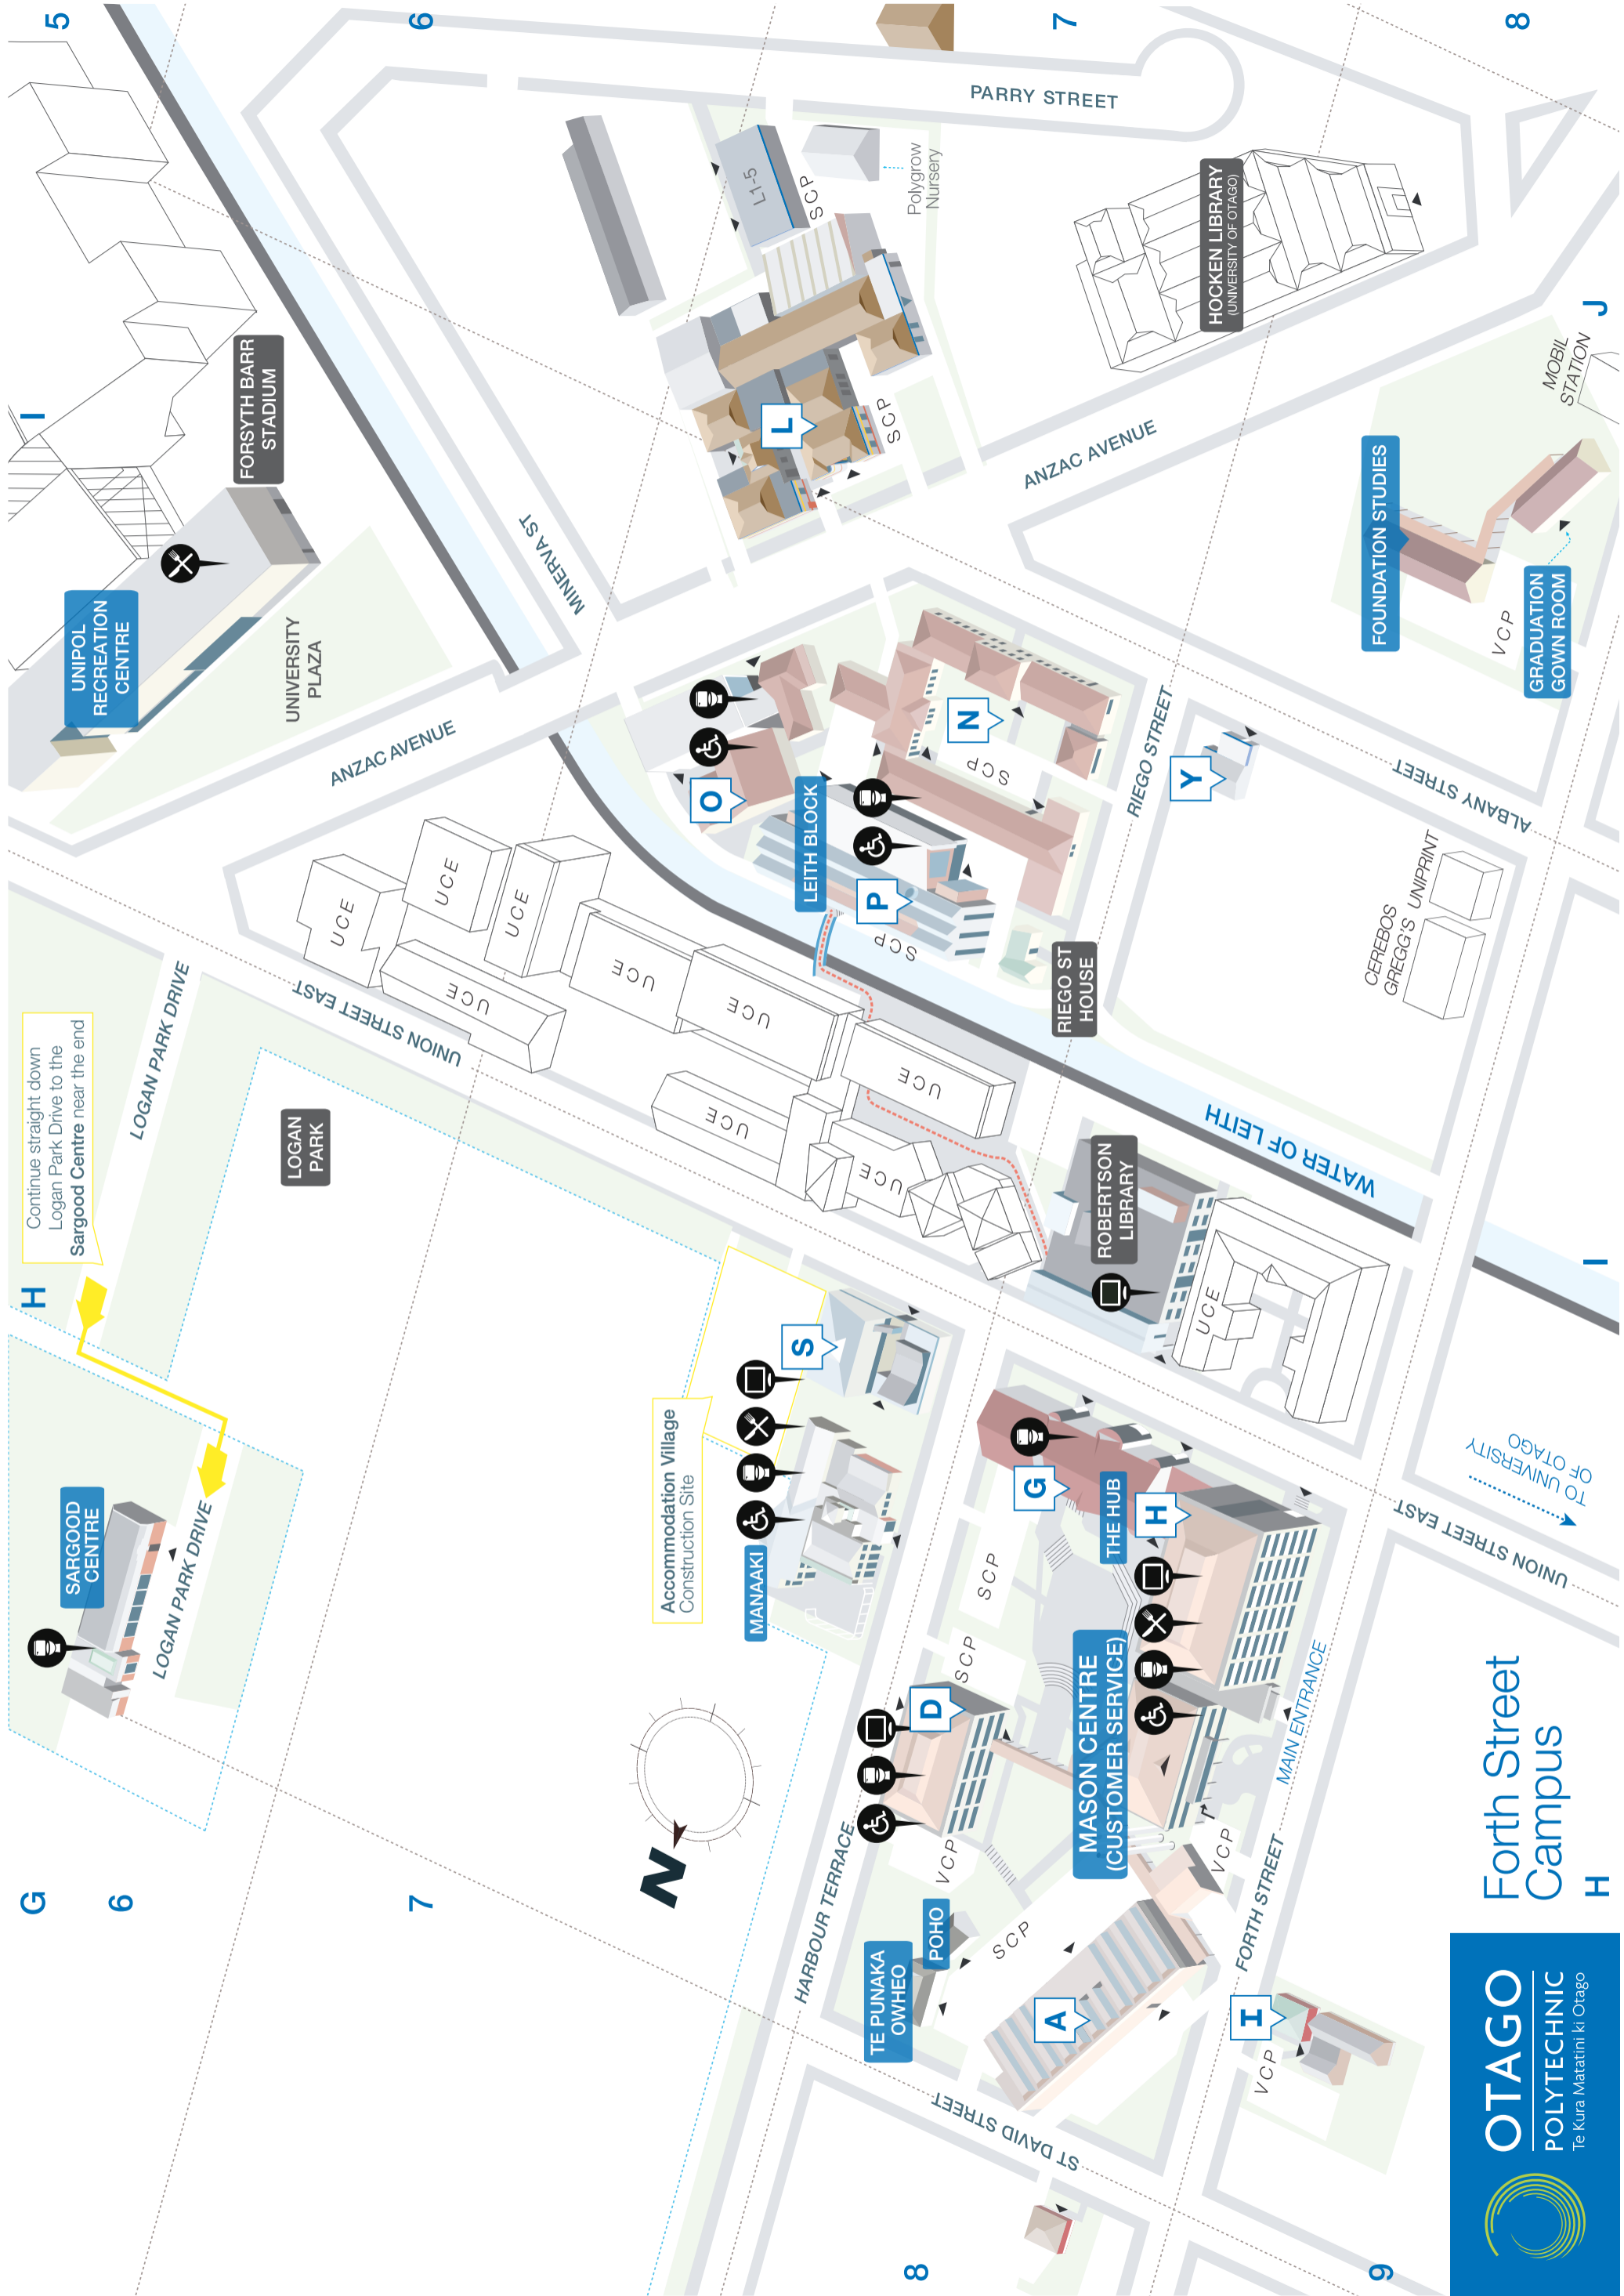 G
H
I
5
6
6
7
7
8
8
9
H
I
J
Continue straight down
Logan Park Drive to the
Sargood Centre near the end
LOGAN PARK DRIVE
SARGOOD
CENTRE
LOGAN PARK DRIVE
LOGAN
PARK
UNIPOL
RECREATION
CENTRE
FORSYTH BARR
STADIUM
UNIVERSITY
PLAZA
ANZAC AVENUE
MINERVA ST
UNION STREET EAST
UCE
UCE
UCE
UCE
UCE
UCE
UCE
UCE
UCE
UCE
PARRY STREET
L1-5
SCP
Polygrow
Nursery
L
SCP
HOCKEN LIBRARY
(UNIVERSITY OF OTAGO)
ANZAC AVENUE
MOBIL
STATION
FOUNDATION STUDIES
GRADUATION
GOWN ROOM
VCP
O
LEITH BLOCK
P
SCP
N
SCP
RIEGO STREET
Y
ALBANY STREET
RIEGO ST
HOUSE
CEREBOS
GREGG'S
UNIPRINT
WATER OF LEITH
ROBERTSON
LIBRARY
Accommodation Village
Construction Site
S
MANAAKI
N
HARBOUR TERRACE
G
THE HUB
H
SCP
SCP
D
VCP
MASON CENTRE
(CUSTOMER SERVICE)
MAIN ENTRANCE
VCP
POHO
TE PUNAKA
OWHEO
SCP
A
FORTH STREET
I
VCP
ST DAVID STREET
UNION STREET EAST
TO UNIVERSITY
OF OTAGO
Forth Street
Campus
OTAGO
POLYTECHNIC
Te Kura Matatini ki Otago